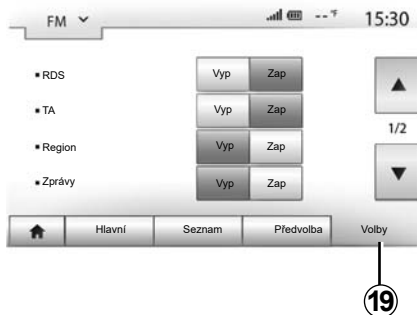 FM -- °F 15:30
RDS Vyp Zap
TA Vyp Zap
1/2
Region Vyp Zap
Zprávy Vyp Zap
Hlavní Seznam Předvolba Volby
19